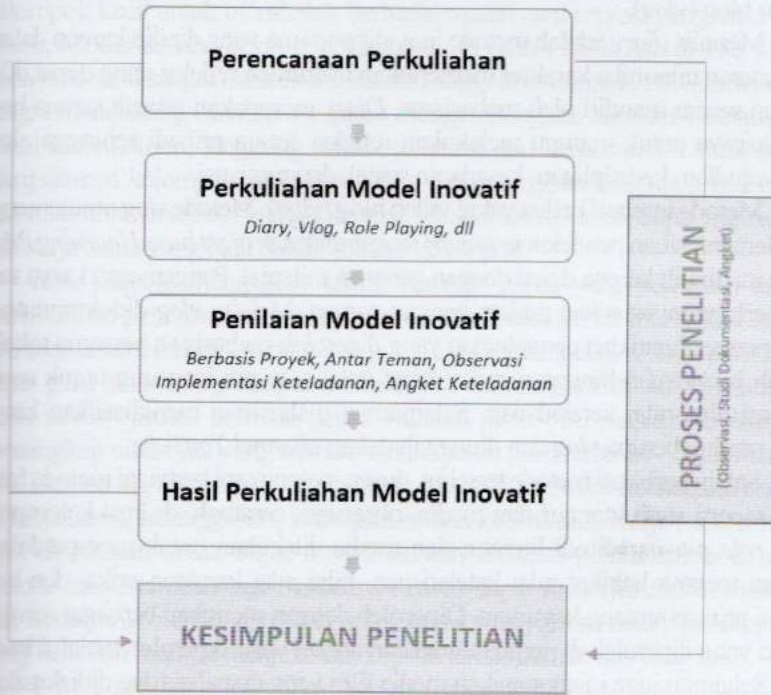 Perencanaan Perkuliahan
Perkuliahan Model Inovatif
Diary, Vlog, Role Playing, dll
Penilaian Model Inovatif
Berbasis Proyek, Antar Teman, Observasi
Implementasi Keteladanan, Angket Keteladanan
Hasil Perkuliahan Model Inovatif
KESIMPULAN PENELITIAN
PROSES PENELITIAN
(Observasi, Studi Dokumentasi, Angket)